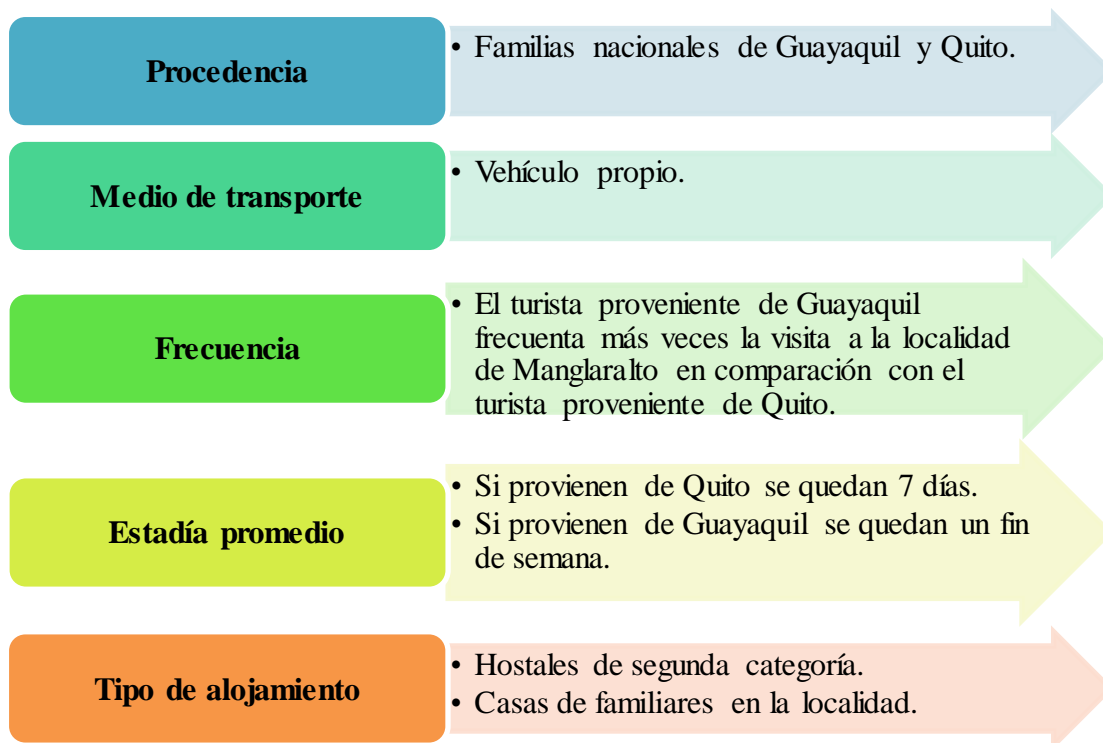 Procedencia
• Familias nacionales de Guayaquil y Quito.
Medio de transporte
• Vehículo propio.
Frecuencia
• El turista proveniente de Guayaquil
frecuenta más veces la visita a la localidad
de Manglaralto en comparación con el
turista proveniente de Quito.
Estadía promedio
• Si provienen de Quito se quedan 7 días.
• Si provienen de Guayaquil se quedan un fin
de semana.
Tipo de alojamiento
• Hostales de segunda categoría.
• Casas de familiares en la localidad.